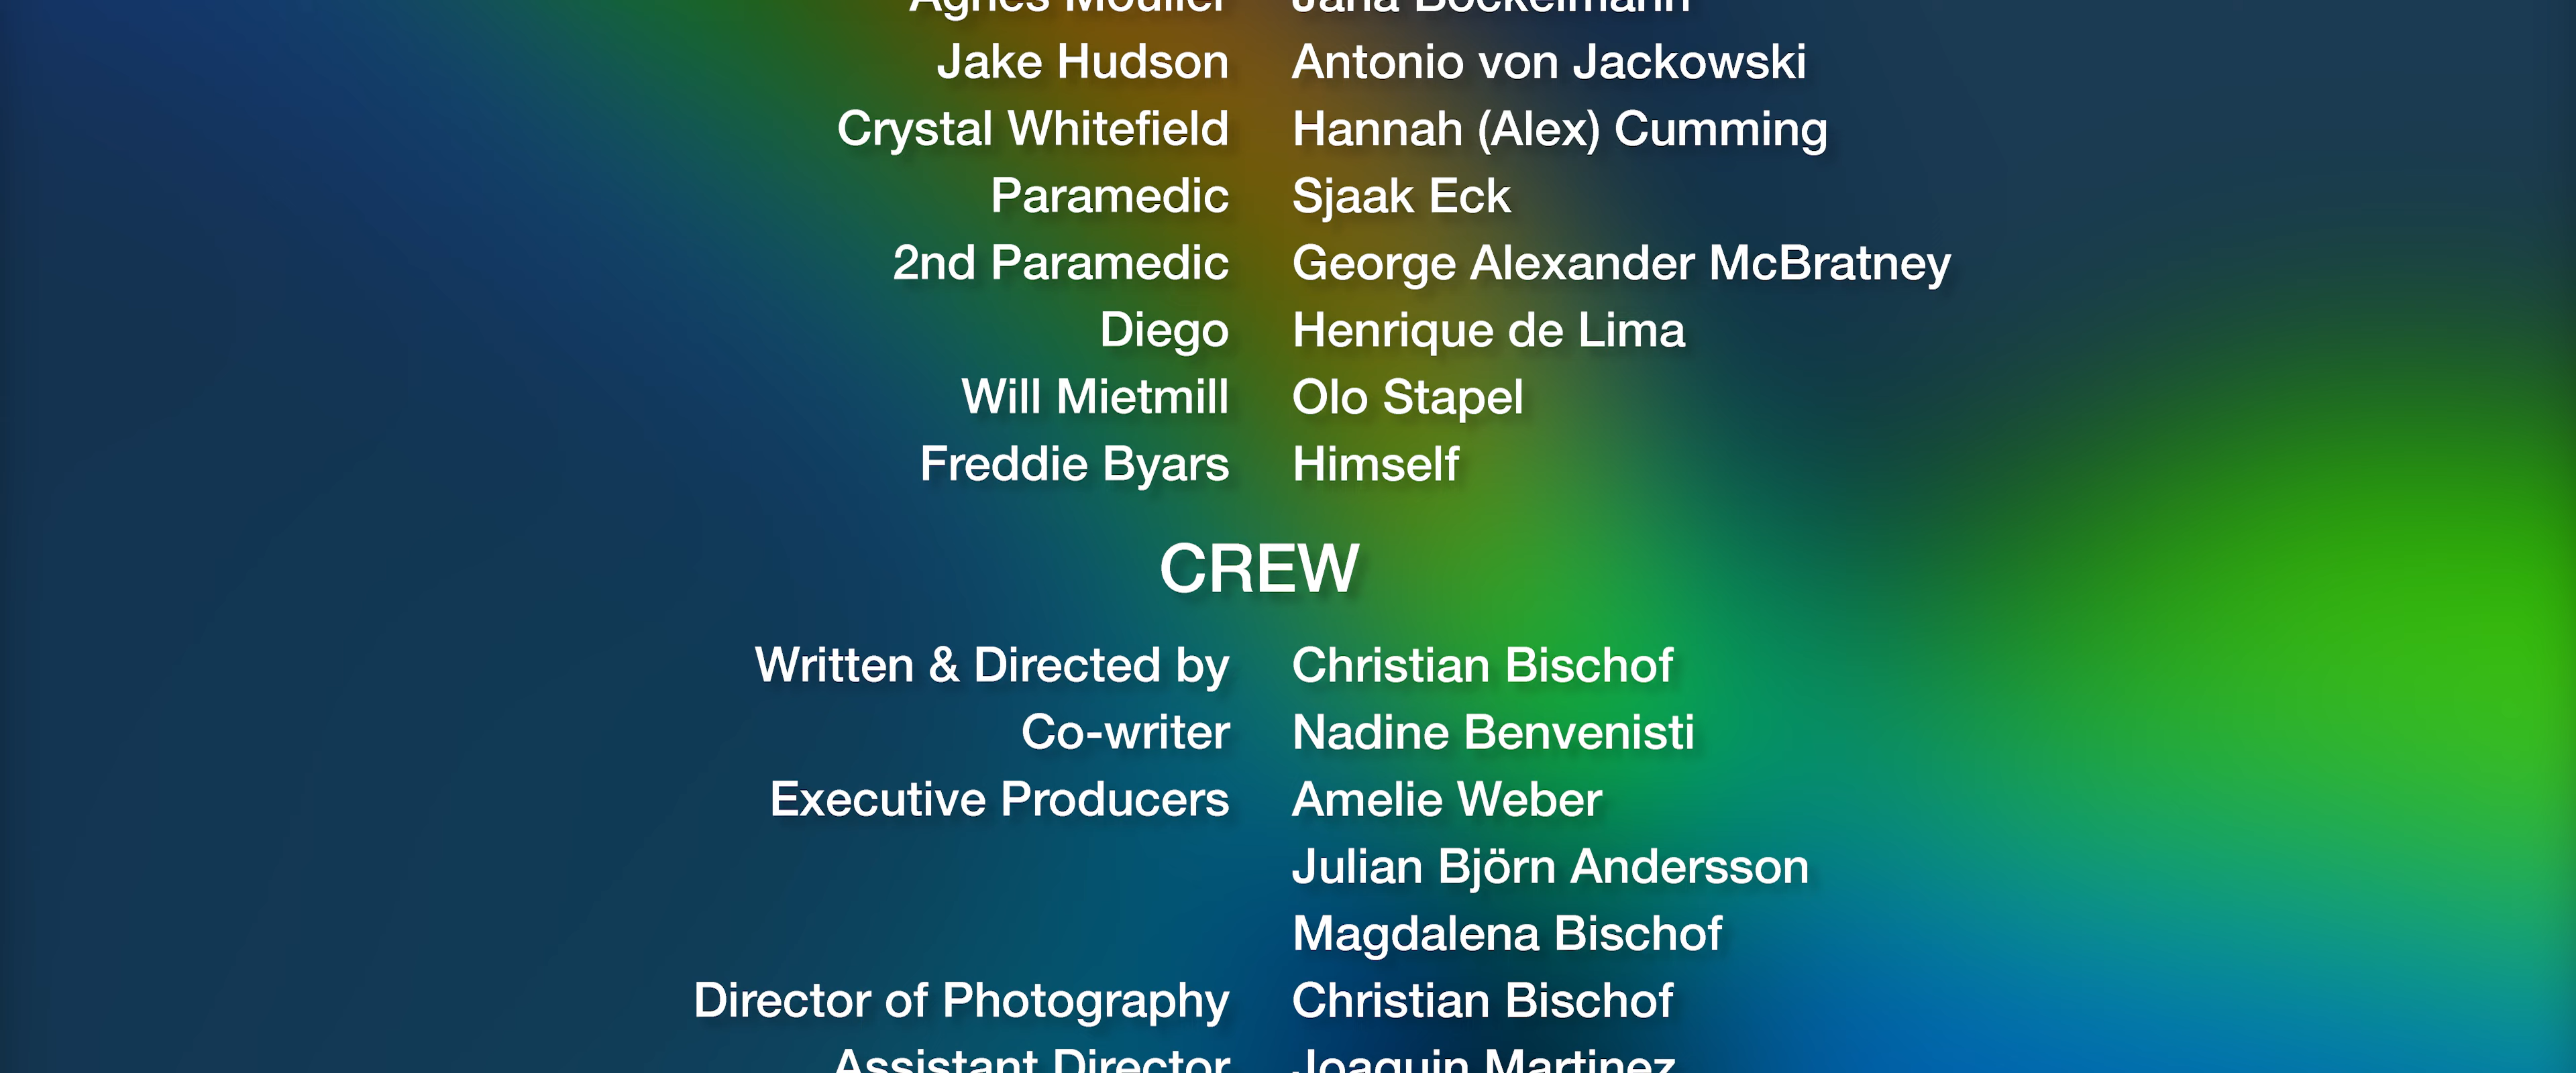 Jake Hudson Antonio von Jackowski
Crystal Whitefield Hannah (Alex) Cumming
Paramedic Sjaak Eck
2nd Paramedic George Alexander McBratney
Diego Henrique de Lima
Will Mietmill Olo Stapel
Freddie Byars Himself
CREW
Written & Directed by Christian Bischof
Co-writer Nadine Benvenisti
Executive Producers Amelie Weber
Julian Björn Andersson
Magdalena Bischof
Director of Photography Christian Bischof
Assistant Director Joaquin Martinez